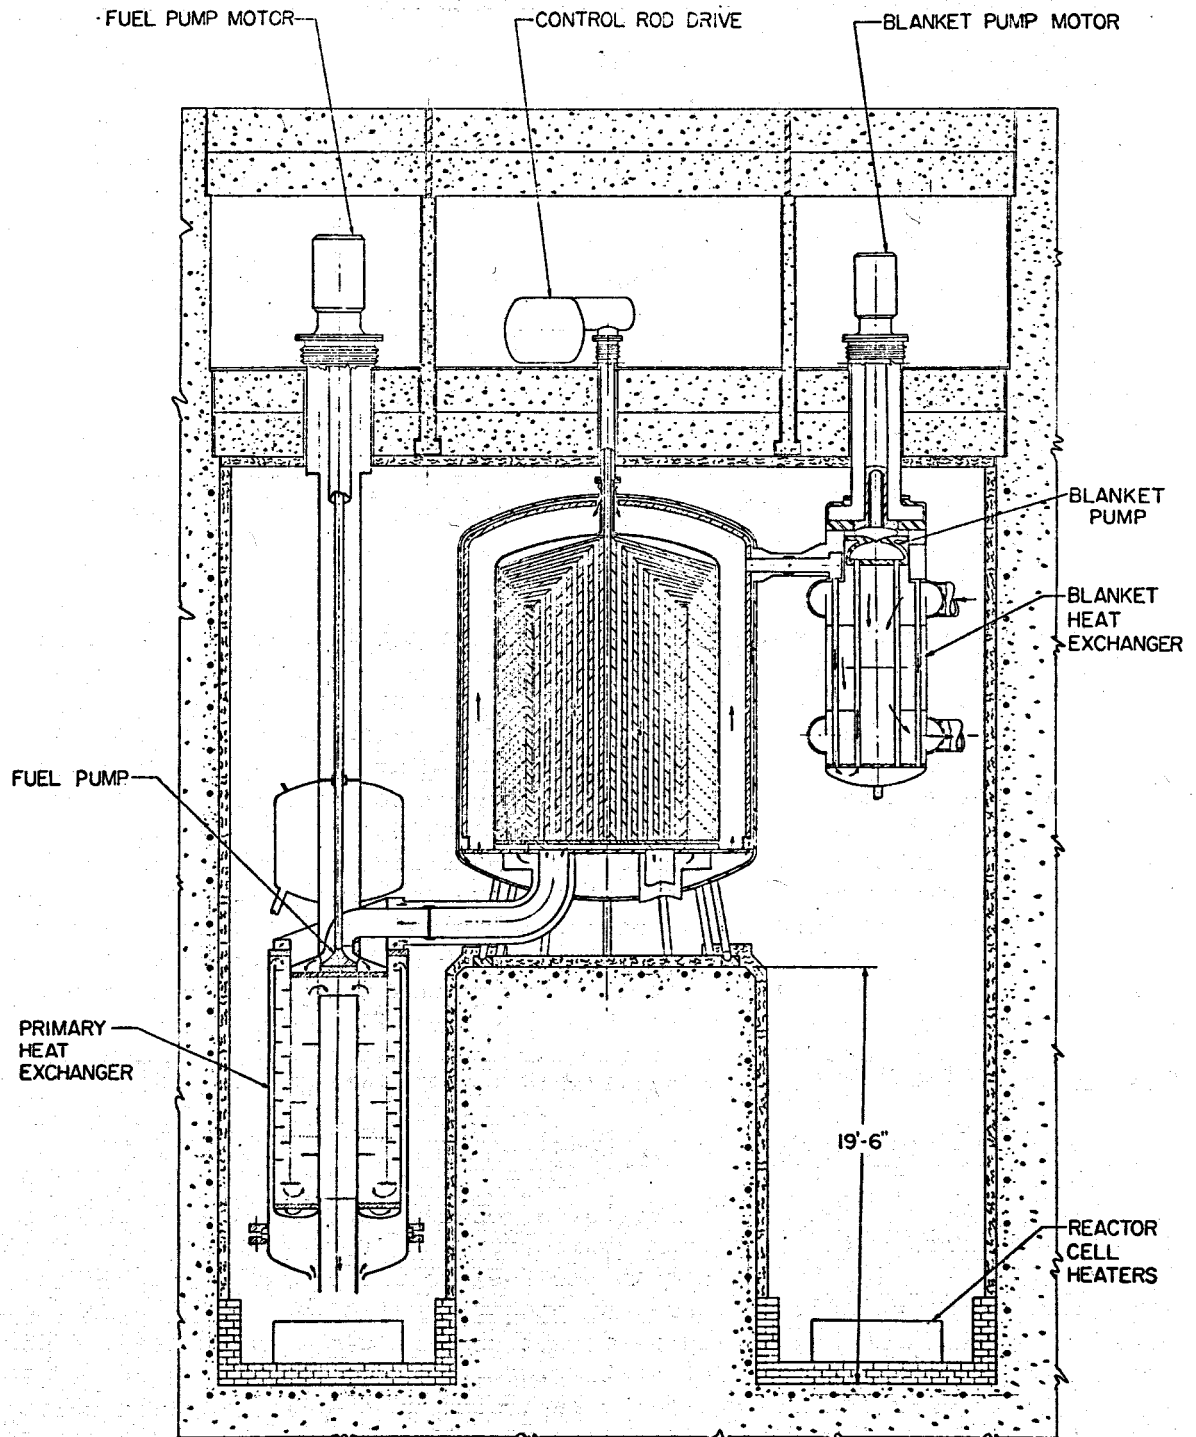 FUEL PUMP MOTOR
CONTROL ROD DRIVE
BLANKET PUMP MOTOR
BLANKET
PUMP
BLANKET
HEAT
EXCHANGER
FUEL PUMP
PRIMARY
HEAT
EXCHANGER
19'-6"
REACTOR
CELL
HEATERS